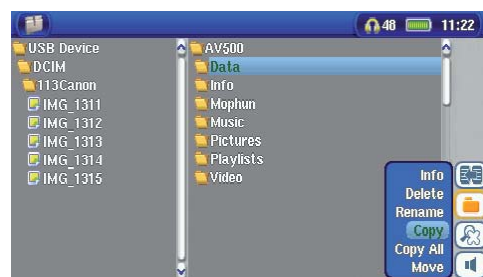 48 11:22
USB Device
DCIM
113Canon
IMG_1311
IMG_1312
IMG_1313
IMG_1314
IMG_1315
AV500
Data
Info
Mophun
Music
Pictures
Playlists
Video
Info
Delete
Rename
Copy
Copy All
Move